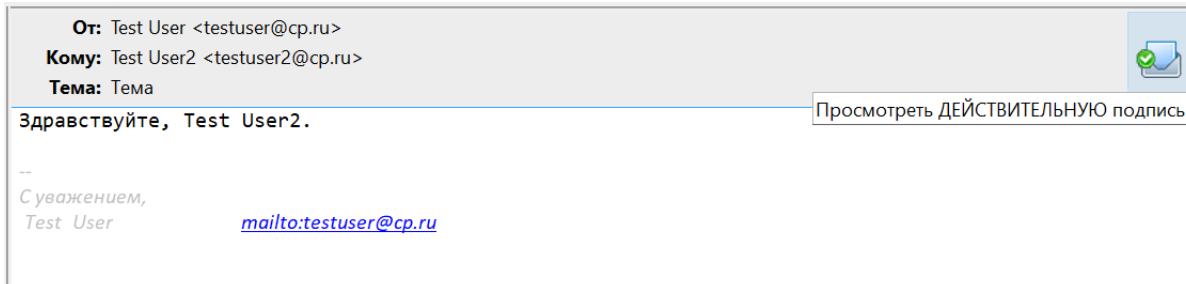 От: Test User <testuser@cp.ru>
Кому: Test User2 <testuser2@cp.ru>
Тема: Тема
Просмотреть ДЕЙСТВИТЕЛЬНУЮ подпись
Здравствуйте, Test User2.
--
С уважением,
Test User mailto:testuser@cp.ru